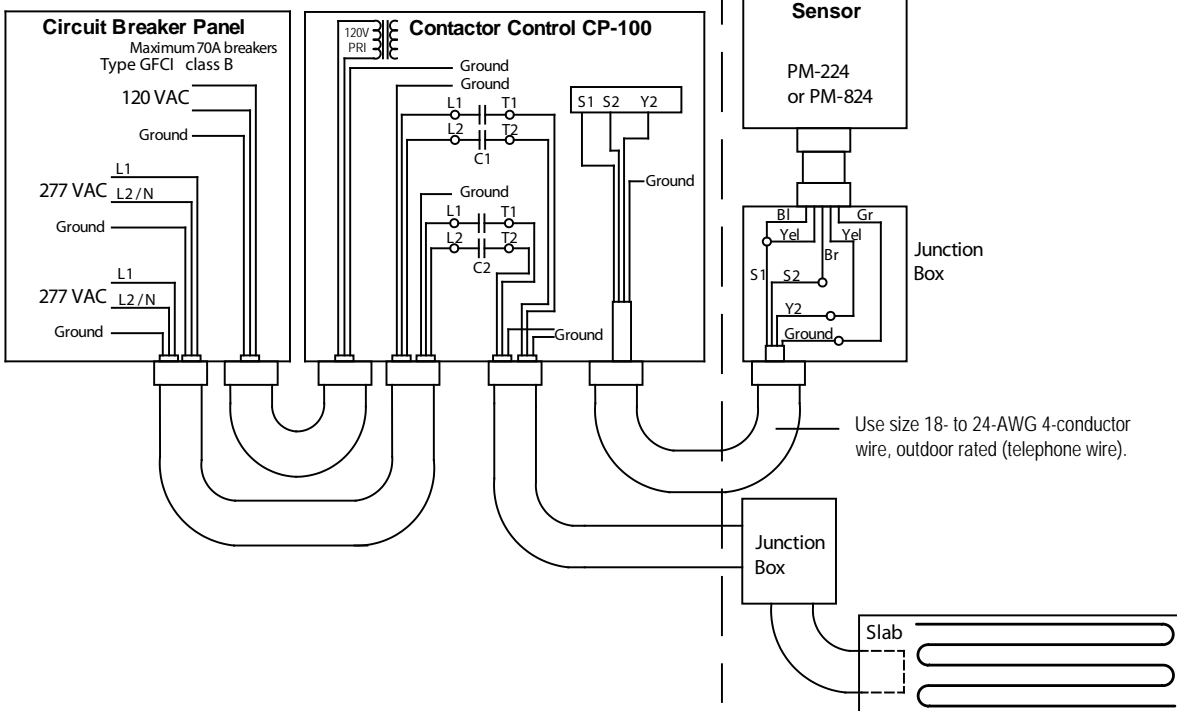 Circuit Breaker Panel
Maximum 70A breakers
Type GFCI class B
120 VAC
Ground
L1
277 VAC
L2 / N
Ground
L1
277 VAC
L2 / N
Ground
Contactor Control CP-100
120V
PRI
Ground
Ground
L1
T1
L2
T2
C1
Ground
L1
T1
L2
T2
C2
Ground
S1 S2 Y2
Ground
Sensor
PM-224
or PM-824
Bl
Gr
Yel
Yel
Br
S1
S2
Y2
Ground
Junction
Box
Use size 18- to 24-AWG 4-conductor
wire, outdoor rated (telephone wire).
Junction
Box
Slab